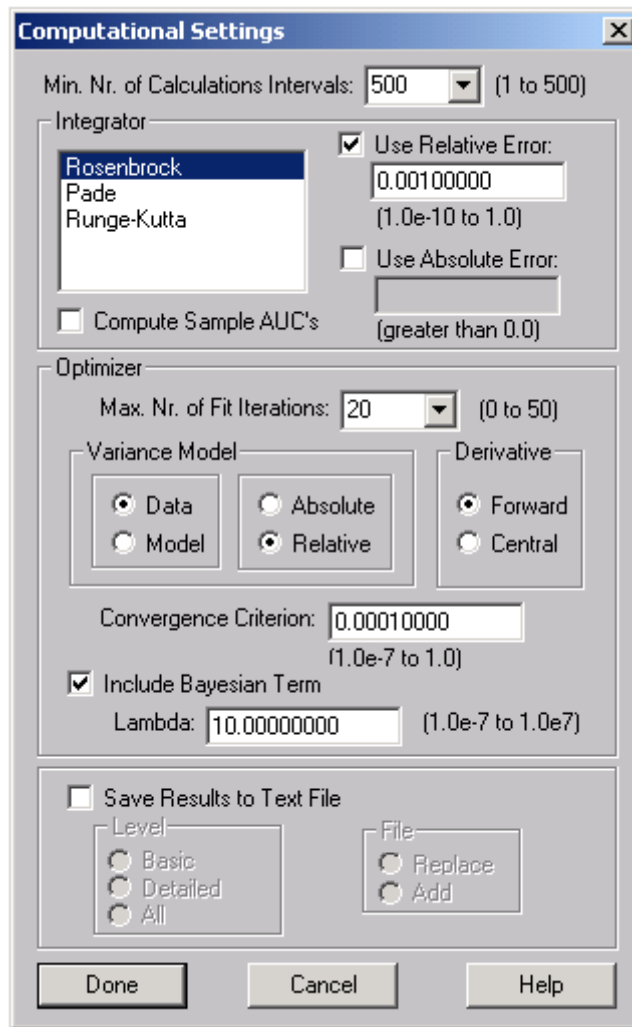 Computational Settings
Min. Nr. of Calculations Intervals: 500 (1 to 500)
Integrator
Rosenbrock
Pade
Runge-Kutta
Use Relative Error:
0.00100000
(1.0e-10 to 1.0)
Use Absolute Error:
(greater than 0.0)
Compute Sample AUC's
Optimizer
Max. Nr. of Fit Iterations: 20 (0 to 50)
Variance Model
Data
Model
Absolute
Relative
Derivative
Forward
Central
Convergence Criterion: 0.00010000
(1.0e-7 to 1.0)
Include Bayesian Term
Lambda: 10.00000000 (1.0e-7 to 1.0e7)
Save Results to Text File
Level
Basic
Detailed
All
File
Replace
Add
Done Cancel Help